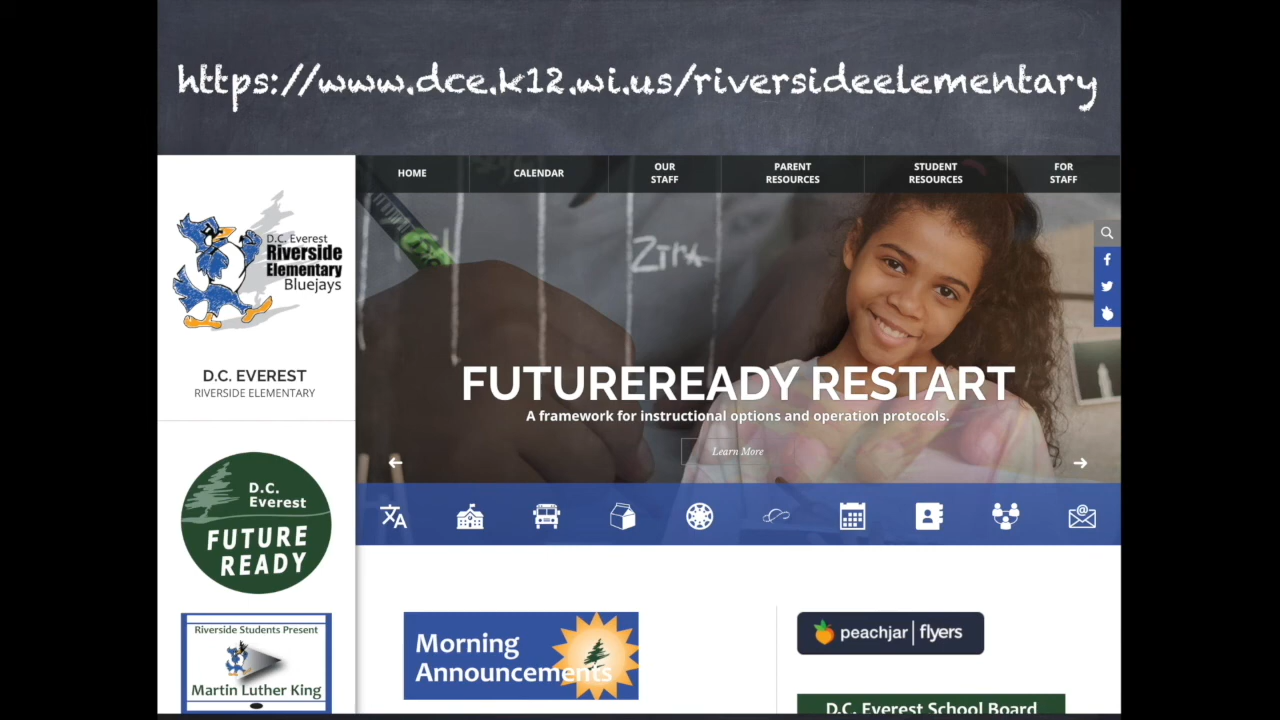 https://www.dce.k12.wi.us/riversideelementary
HOME
CALENDAR
OUR
STAFF
PARENT
RESOURCES
STUDENT
RESOURCES
FOR
STAFF
D.C. Everest
Riverside
Elementary
Bluejays
D.C. EVEREST
RIVERSIDE ELEMENTARY
FUTUREREADY RESTART
A framework for instructional options and operation protocols.
Learn More
D.C.
Everest
FUTURE
READY
Riverside Students Present
Martin Luther King
Morning
Announcements
peachjar | flyers
D.C. Everest School Board